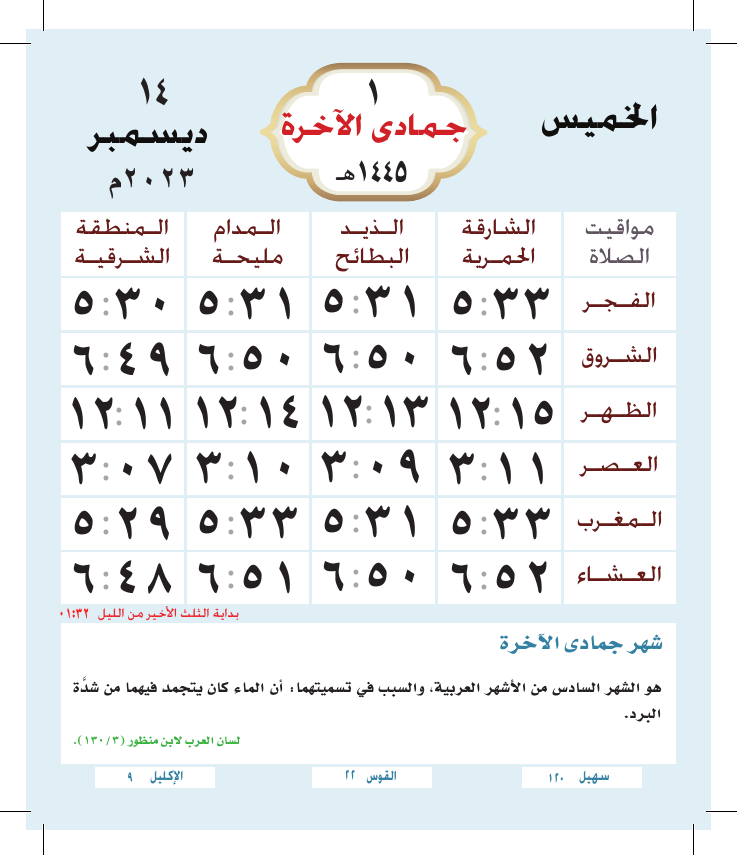 الخميس
١
جمادى الآخرة
١٤٤٥هـ
١٤
ديسمبر
٢٠٢٣م
مواقيت الصلاة | الشارقة الحمرية | الذيد البطائح | المدام مليحة | المنطقة الشرقية
الفجر ٥:٣٣ ٥:٣١ ٥:٣١ ٥:٣٠
الشروق ٦:٥٢ ٦:٥٠ ٦:٥٠ ٦:٤٩
الظهر ١٢:١٥ ١٢:١٣ ١٢:١٤ ١٢:١١
العصر ٣:١١ ٣:٠٩ ٣:١٠ ٣:٠٧
المغرب ٥:٣٣ ٥:٣١ ٥:٣٣ ٥:٢٩
العشاء ٦:٥٢ ٦:٥٠ ٦:٥١ ٦:٤٨
بداية الثلث الأخير من الليل ٠١:٣٢
شهر جمادى الآخرة
هو الشهر السادس من الأشهر العربية، والسبب في تسميتهما: أن الماء كان يتجمد فيهما من شدَّة
البرد.
لسان العرب لابن منظور (٣/ ١٣٠).
سهيل ١٢٠
القوس ٢٢
الإكليل ٩